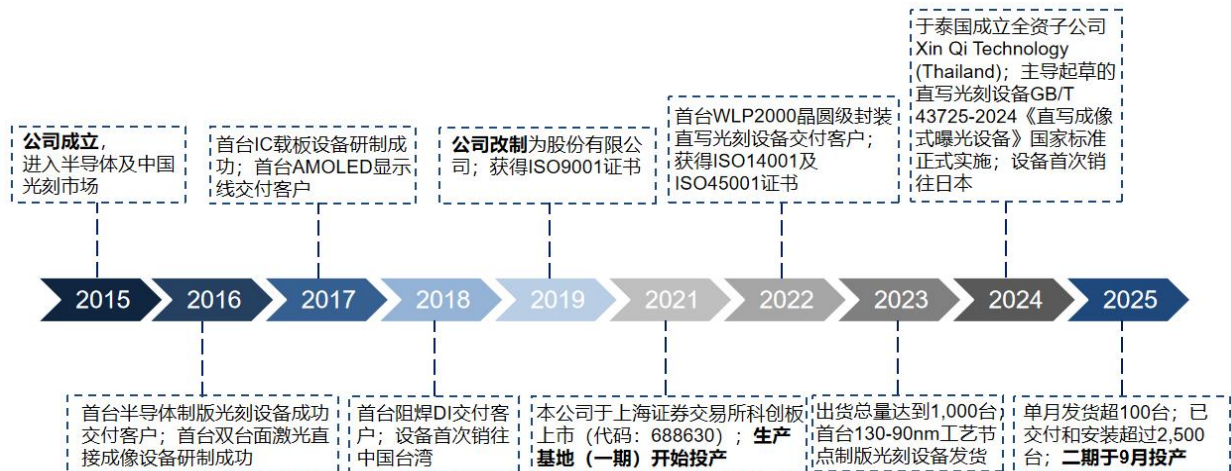 公司成立，
进入半导体及中国
光刻市场
首台IC载板设备研制成
功；首台AMOLED显示
线交付客户
公司改制为股份有限公
司；获得ISO9001证书
首台WLP2000晶圆级封装
直写光刻设备交付客户；
获得ISO14001及
ISO45001证书
于泰国成立全资子公司
Xin Qi Technology
(Thailand)；主导起草的
直写光刻设备GB/T
43725-2024《直写成像
式曝光设备》国家标准
正式实施；设备首次销
往日本
2015
2016
2017
2018
2019
2021
2022
2023
2024
2025
首台半导体制版光刻设备成功
交付客户；首台双台面激光直
接成像设备研制成功
首台阻焊DI交付客
户；设备首次销往
中国台湾
本公司于上海证券交易所科创板
上市（代码：688630）；生产
基地（一期）开始投产
出货总量达到1,000台;
首台130-90nm工艺节
点制版光刻设备发货
单月发货超100台；已
交付和安装超过2,500
台；二期于9月投产